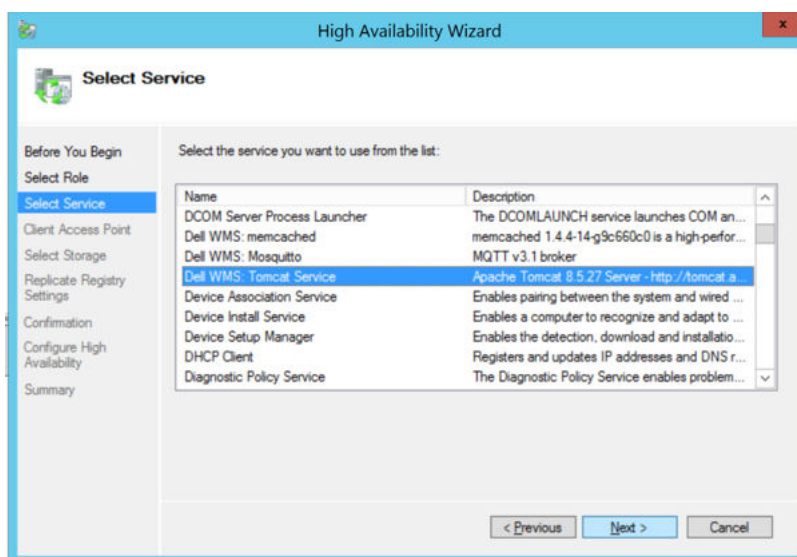 High Availability Wizard
x
Select Service
Before You Begin
Select Role
Select Service
Client Access Point
Select Storage
Replicate Registry
Settings
Confirmation
Configure High
Availability
Summary
Select the service you want to use from the list:
Name Description
DCOM Server Process Launcher The DCOMLAUNCH service launches COM an...
Dell WMS: memcached memcached 1.4.4-14-g9c660c0 is a high-perfor...
Dell WMS: Mosquitto MQTT v3.1 broker
Dell WMS: Tomcat Service Apache Tomcat 8.5.27 Server - http://tomcat.a...
Device Association Service Enables pairing between the system and wired ...
Device Install Service Enables a computer to recognize and adapt to ...
Device Setup Manager Enables the detection, download and installatio...
DHCP Client Registers and updates IP addresses and DNS r...
Diagnostic Policy Service The Diagnostic Policy Service enables problem...
< Previous Next > Cancel